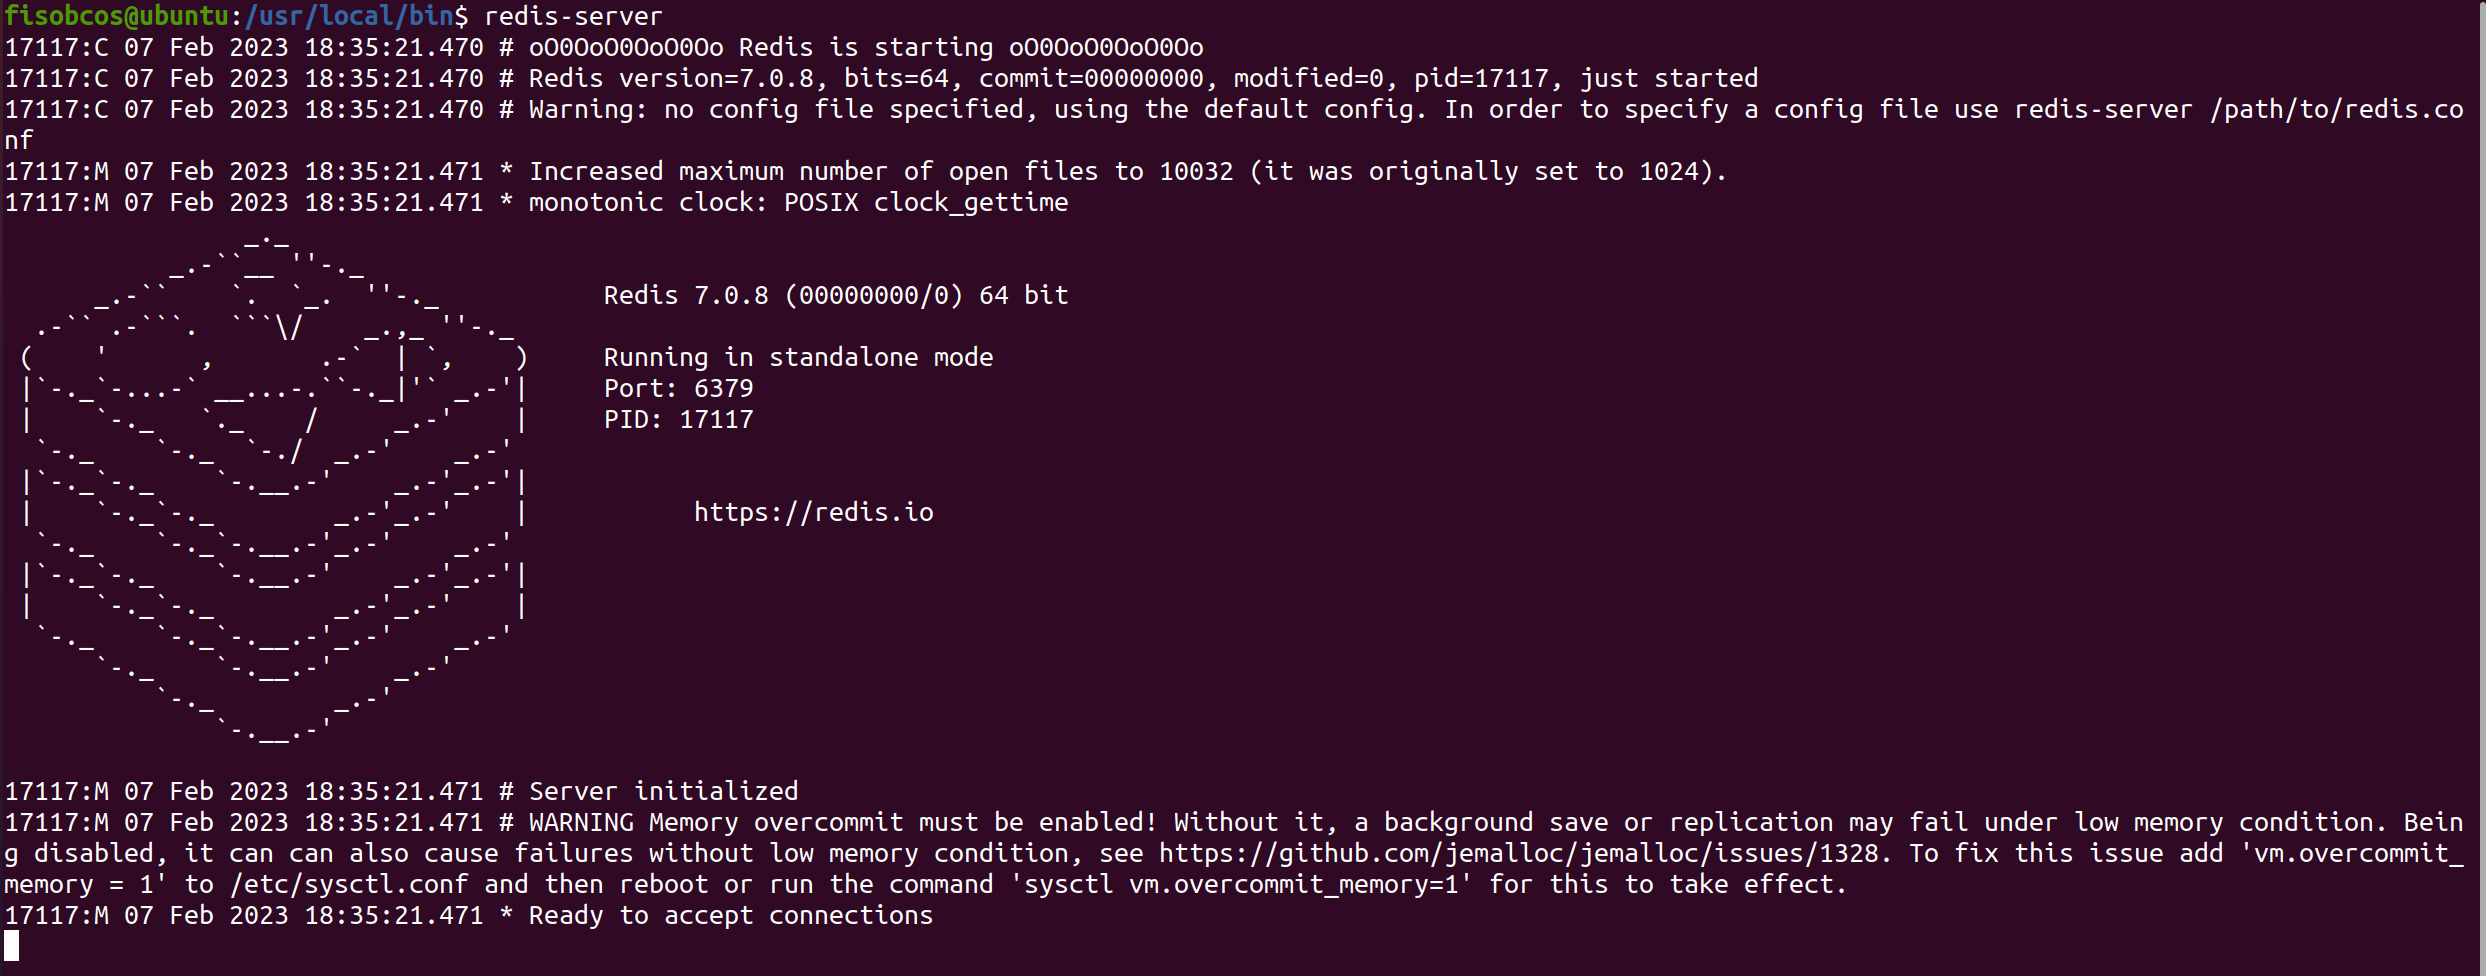 fisobcos@ubuntu:/usr/local/bin$ redis-server
17117:C 07 Feb 2023 18:35:21.470 # oO0OoO0OoO0Oo Redis is starting oO0OoO0OoO0Oo
17117:C 07 Feb 2023 18:35:21.470 # Redis version=7.0.8, bits=64, commit=00000000, modified=0, pid=17117, just started
17117:C 07 Feb 2023 18:35:21.470 # Warning: no config file specified, using the default config. In order to specify a config file use redis-server /path/to/redis.co
nf
17117:M 07 Feb 2023 18:35:21.471 * Increased maximum number of open files to 10032 (it was originally set to 1024).
17117:M 07 Feb 2023 18:35:21.471 * monotonic clock: POSIX clock_gettime
Redis 7.0.8 (00000000/0) 64 bit
Running in standalone mode
Port: 6379
PID: 17117
https://redis.io
17117:M 07 Feb 2023 18:35:21.471 # Server initialized
17117:M 07 Feb 2023 18:35:21.471 # WARNING Memory overcommit must be enabled! Without it, a background save or replication may fail under low memory condition. Bein
g disabled, it can can also cause failures without low memory condition, see https://github.com/jemalloc/jemalloc/issues/1328. To fix this issue add 'vm.overcommit_
memory = 1' to /etc/sysctl.conf and then reboot or run the command 'sysctl vm.overcommit_memory=1' for this to take effect.
17117:M 07 Feb 2023 18:35:21.471 * Ready to accept connections